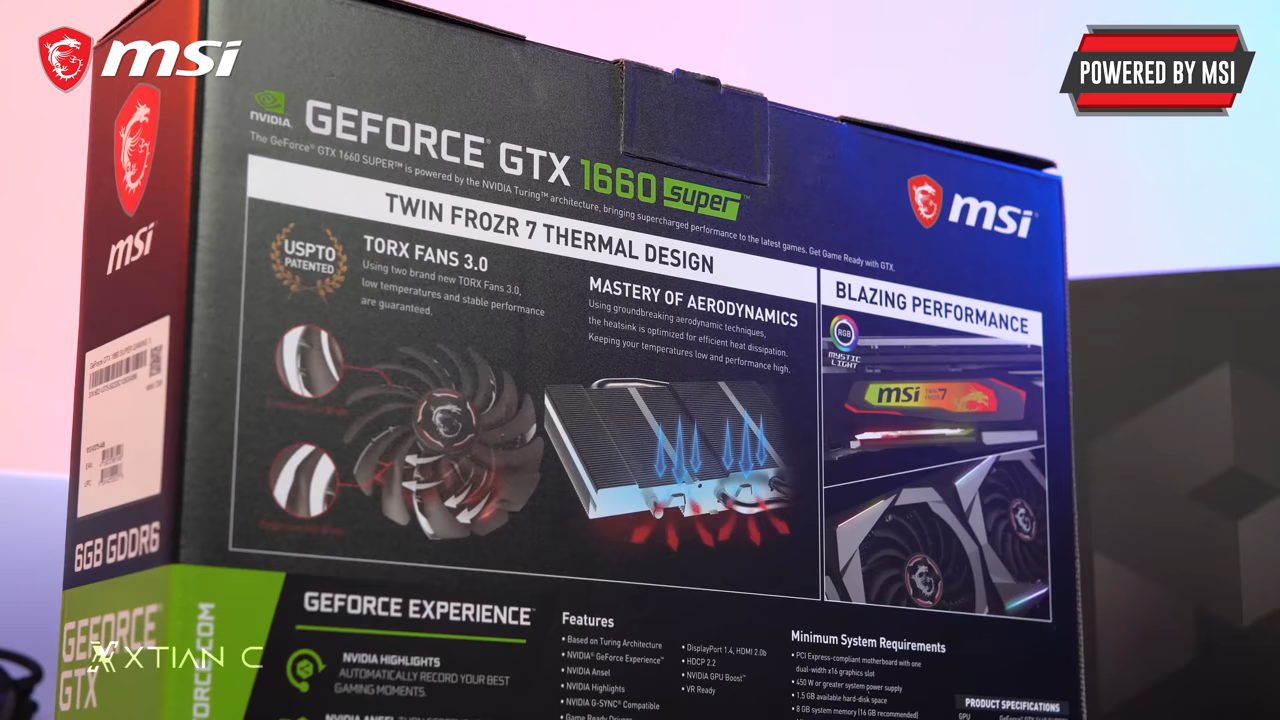 msi
POWERED BY MSI
msi
6GB GDDR6
GEFORCE
GTX
XTIAN C
NVIDIA
GEFORCE® GTX 1660 SUPER™
The GeForce® GTX 1660 SUPER™ is powered by the NVIDIA Turing™ architecture, bringing supercharged performance to the latest games. Get Game Ready with GTX.
msi
TWIN FROZR 7 THERMAL DESIGN
USPTO
PATENTED
TORX FANS 3.0
Using two brand new TORX Fans 3.0,
low temperatures and stable performance
are guaranteed.
MASTERY OF AERODYNAMICS
Using groundbreaking aerodynamic techniques,
the heatsink is optimized for efficient heat dissipation.
Keeping your temperatures low and performance high.
BLAZING PERFORMANCE
RGB
MYSTIC
LIGHT
msi
GEFORCE EXPERIENCE™
NVIDIA HIGHLIGHTS
AUTOMATICALLY RECORD YOUR BEST
GAMING MOMENTS.
Features
• Based on Turing Architecture
• NVIDIA® GeForce Experience™
• NVIDIA Ansel
• NVIDIA Highlights
• NVIDIA G-SYNC® Compatible
• Game Ready Drivers
• DisplayPort 1.4, HDMI 2.0b
• HDCP 2.2
• NVIDIA GPU Boost™
• VR Ready
Minimum System Requirements
• PCI Express-compliant motherboard with one
dual-width x16 graphics slot
• 450 W or greater system power supply
• 1.5 GB available hard-disk space
• 8 GB system memory (16 GB recommended)
PRODUCT SPECIFICATIONS
GPU